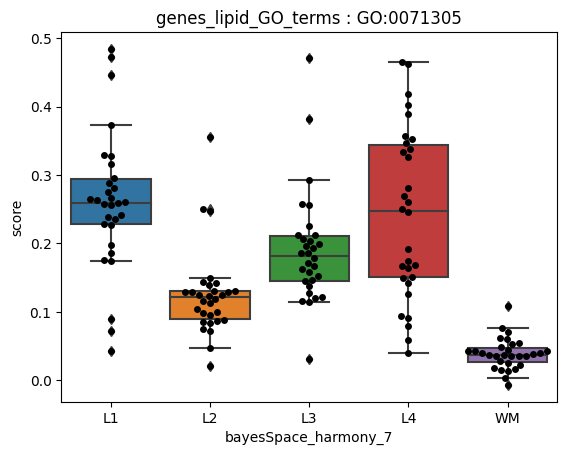 genes_lipid_GO_terms : GO:0071305
0.5
0.4
0.3
0.2
0.1
0.0
score
L1 L2 L3 L4 WM
bayesSpace_harmony_7